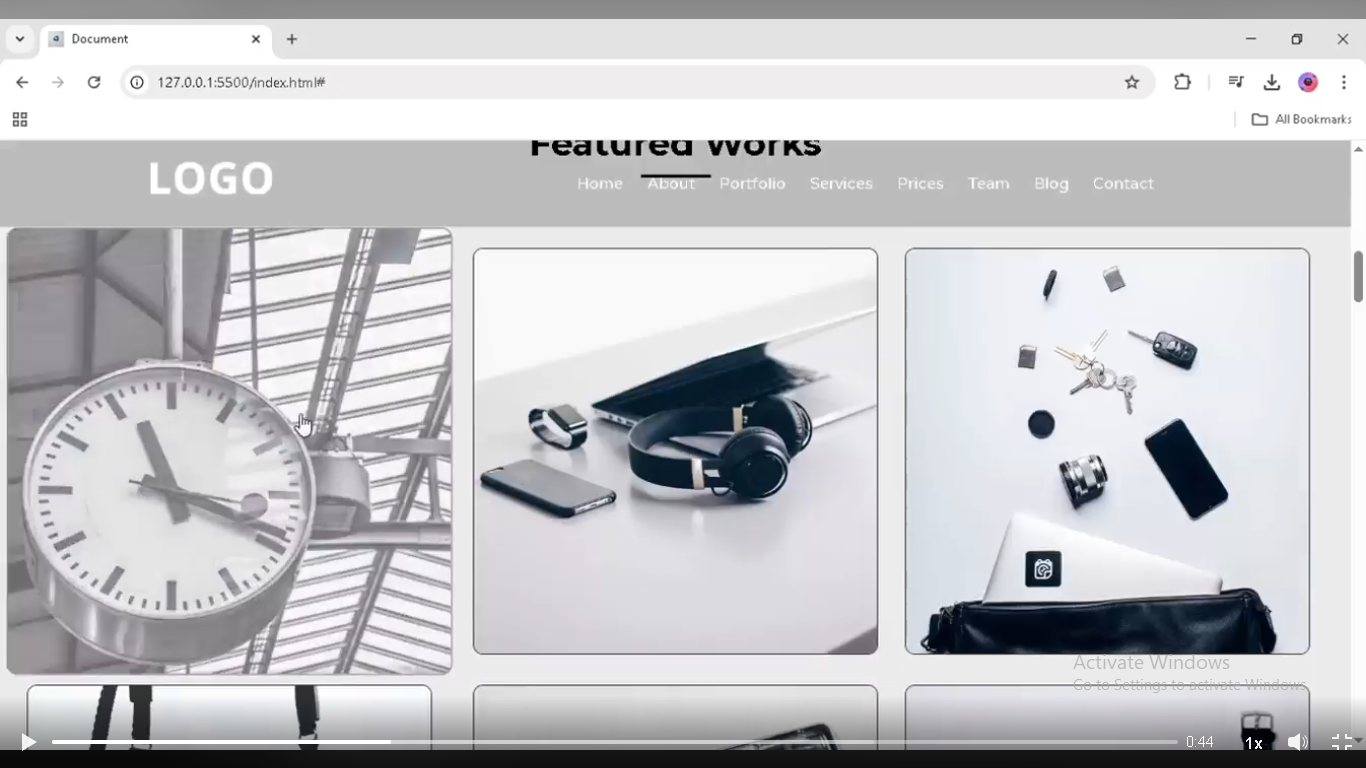 Document
127.0.0.1:5500/index.html#
All Bookmarks
Featured Works
LOGO
Home About Portfolio Services Prices Team Blog Contact
Activate Windows
Go to Settings to activate Windows.
0:44
1x